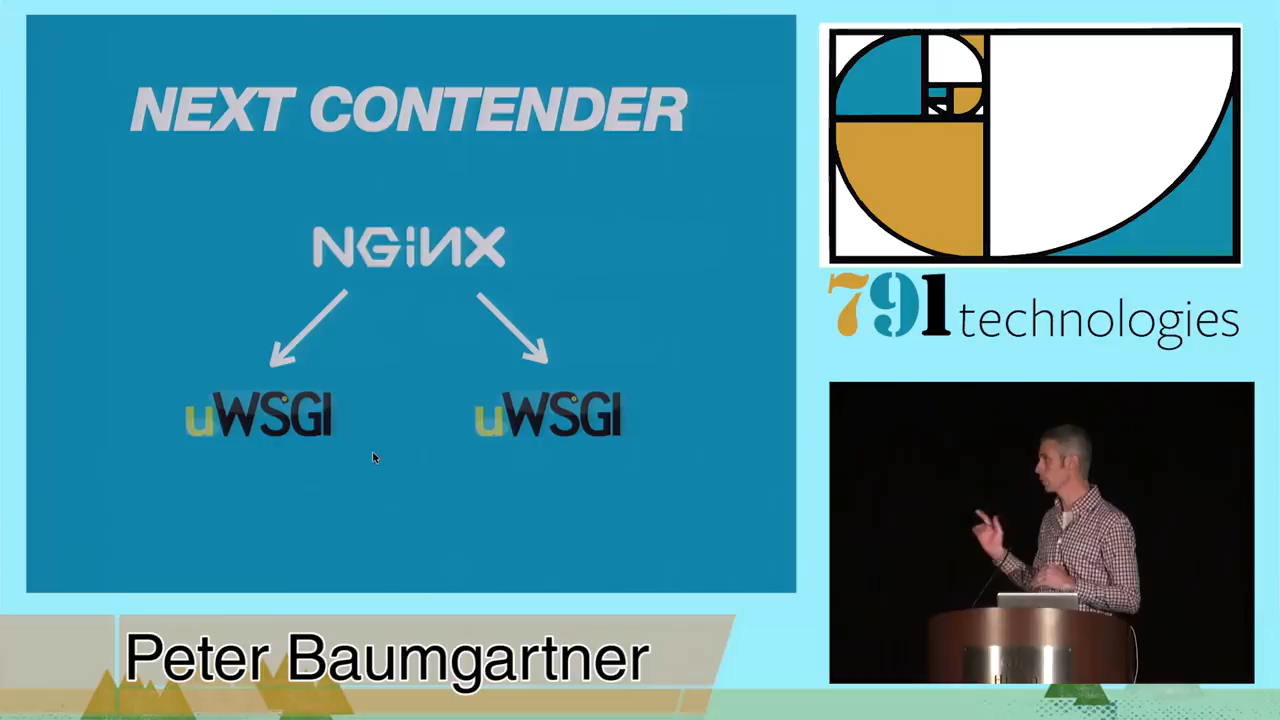 NEXT CONTENDER
NGiNX
uWSGI
uWSGI
791 technologies
Peter Baumgartner